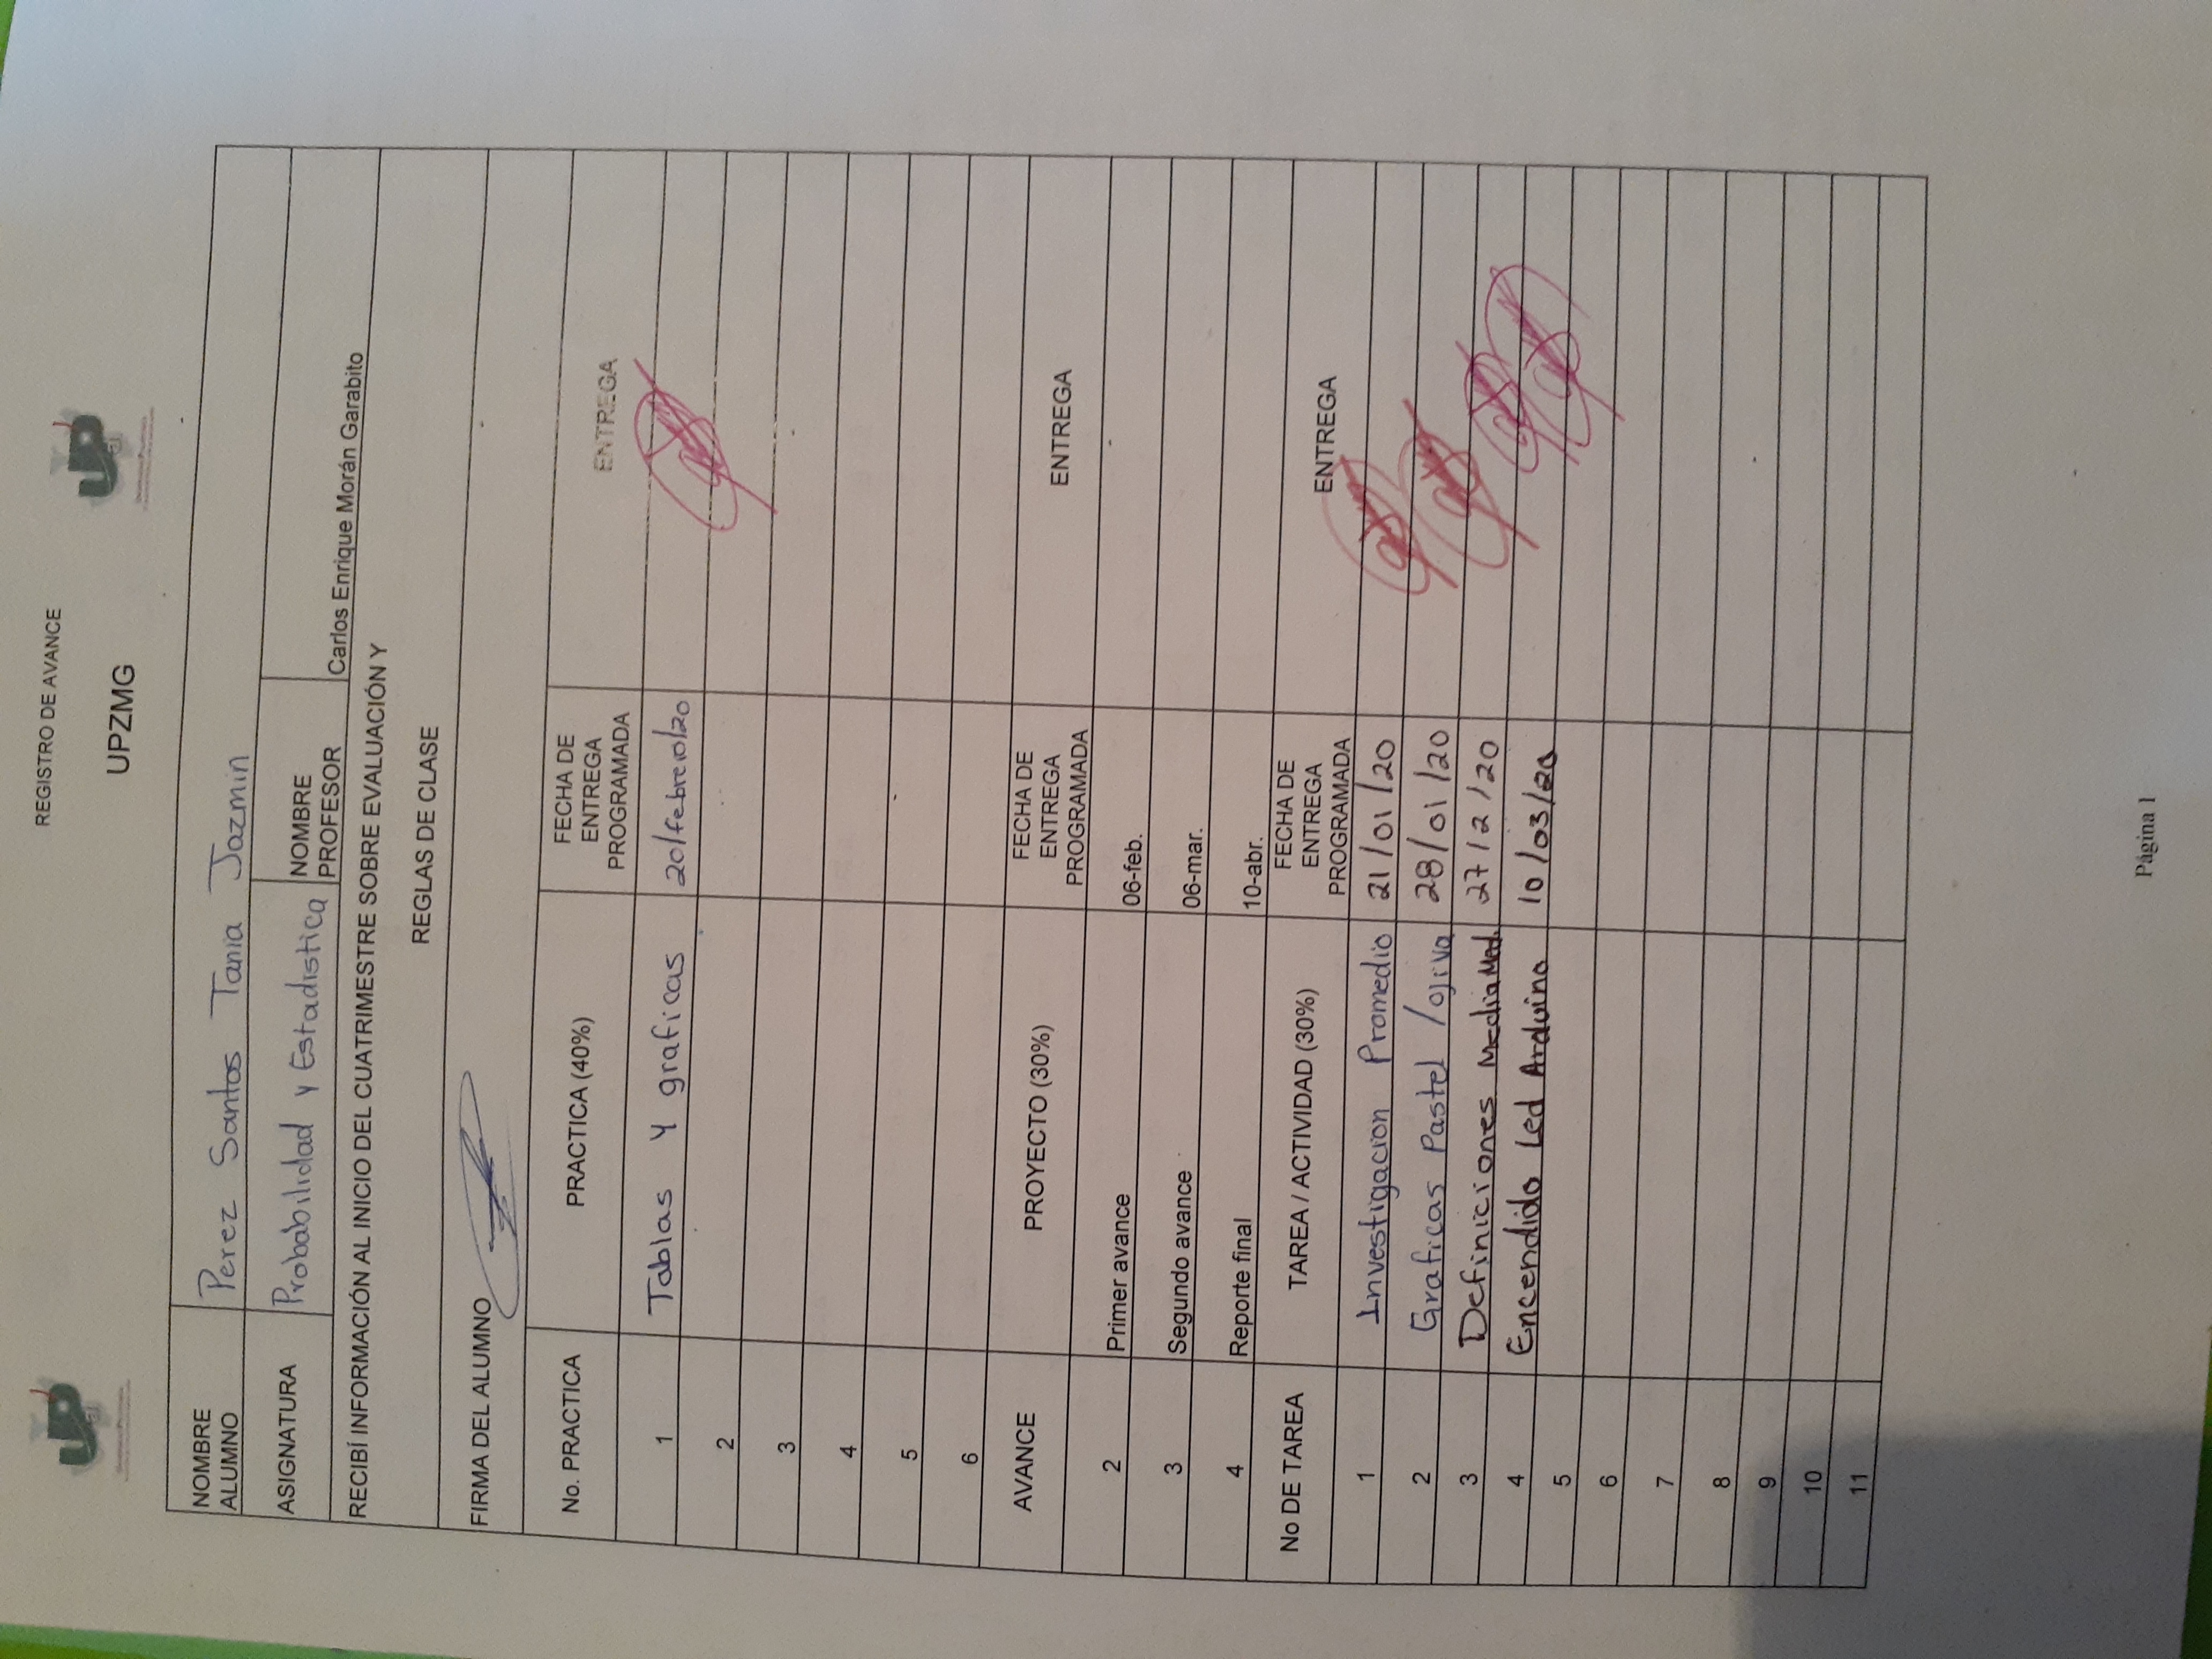 REGISTRO DE AVANCE
UPZMG
NOMBRE ALUMNO Perez Santos Tania Jazmin
ASIGNATURA Probabilidad y Estadistica NOMBRE PROFESOR Carlos Enrique Morán Garabito
RECIBÍ INFORMACIÓN AL INICIO DEL CUATRIMESTRE SOBRE EVALUACIÓN Y
REGLAS DE CLASE
FIRMA DEL ALUMNO
No. PRACTICA PRACTICA (40%) FECHA DE ENTREGA PROGRAMADA ENTREGA
1 Tablas y graficas 20/febrero/20
2
3
4
5
6
AVANCE PROYECTO (30%) FECHA DE ENTREGA PROGRAMADA ENTREGA
2 Primer avance 06-feb.
3 Segundo avance 06-mar.
4 Reporte final 10-abr.
No DE TAREA TAREA / ACTIVIDAD (30%) FECHA DE ENTREGA PROGRAMADA ENTREGA
1 Investigacion Promedio 21/01/20
2 Graficas Pastel /ojiva 28/01/20
3 Definiciones Media Med. 27/2/20
4 Encendido Led Arduino 10/03/20
5
6
7
8
9
10
11
Página 1